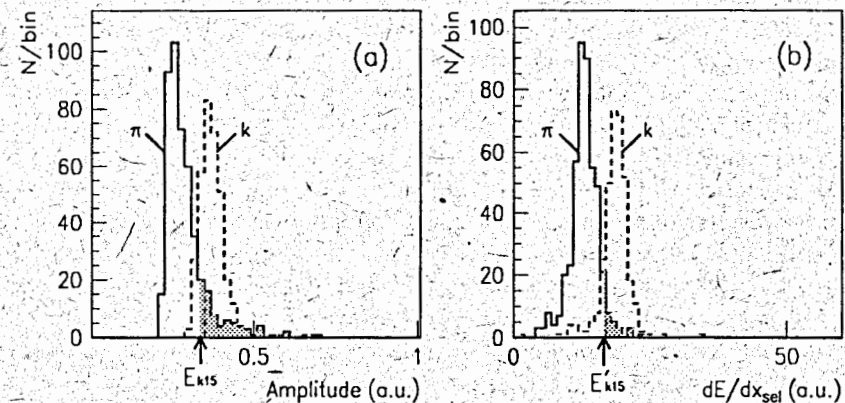 N/bin
100
80
60
40
20
0
(a)
π
k
0.5
1
E_k15
Amplitude (a.u.)
N/bin
100
80
60
40
20
0
(b)
π
k
0
50
E_k15
dE/dx_sel (a.u.)